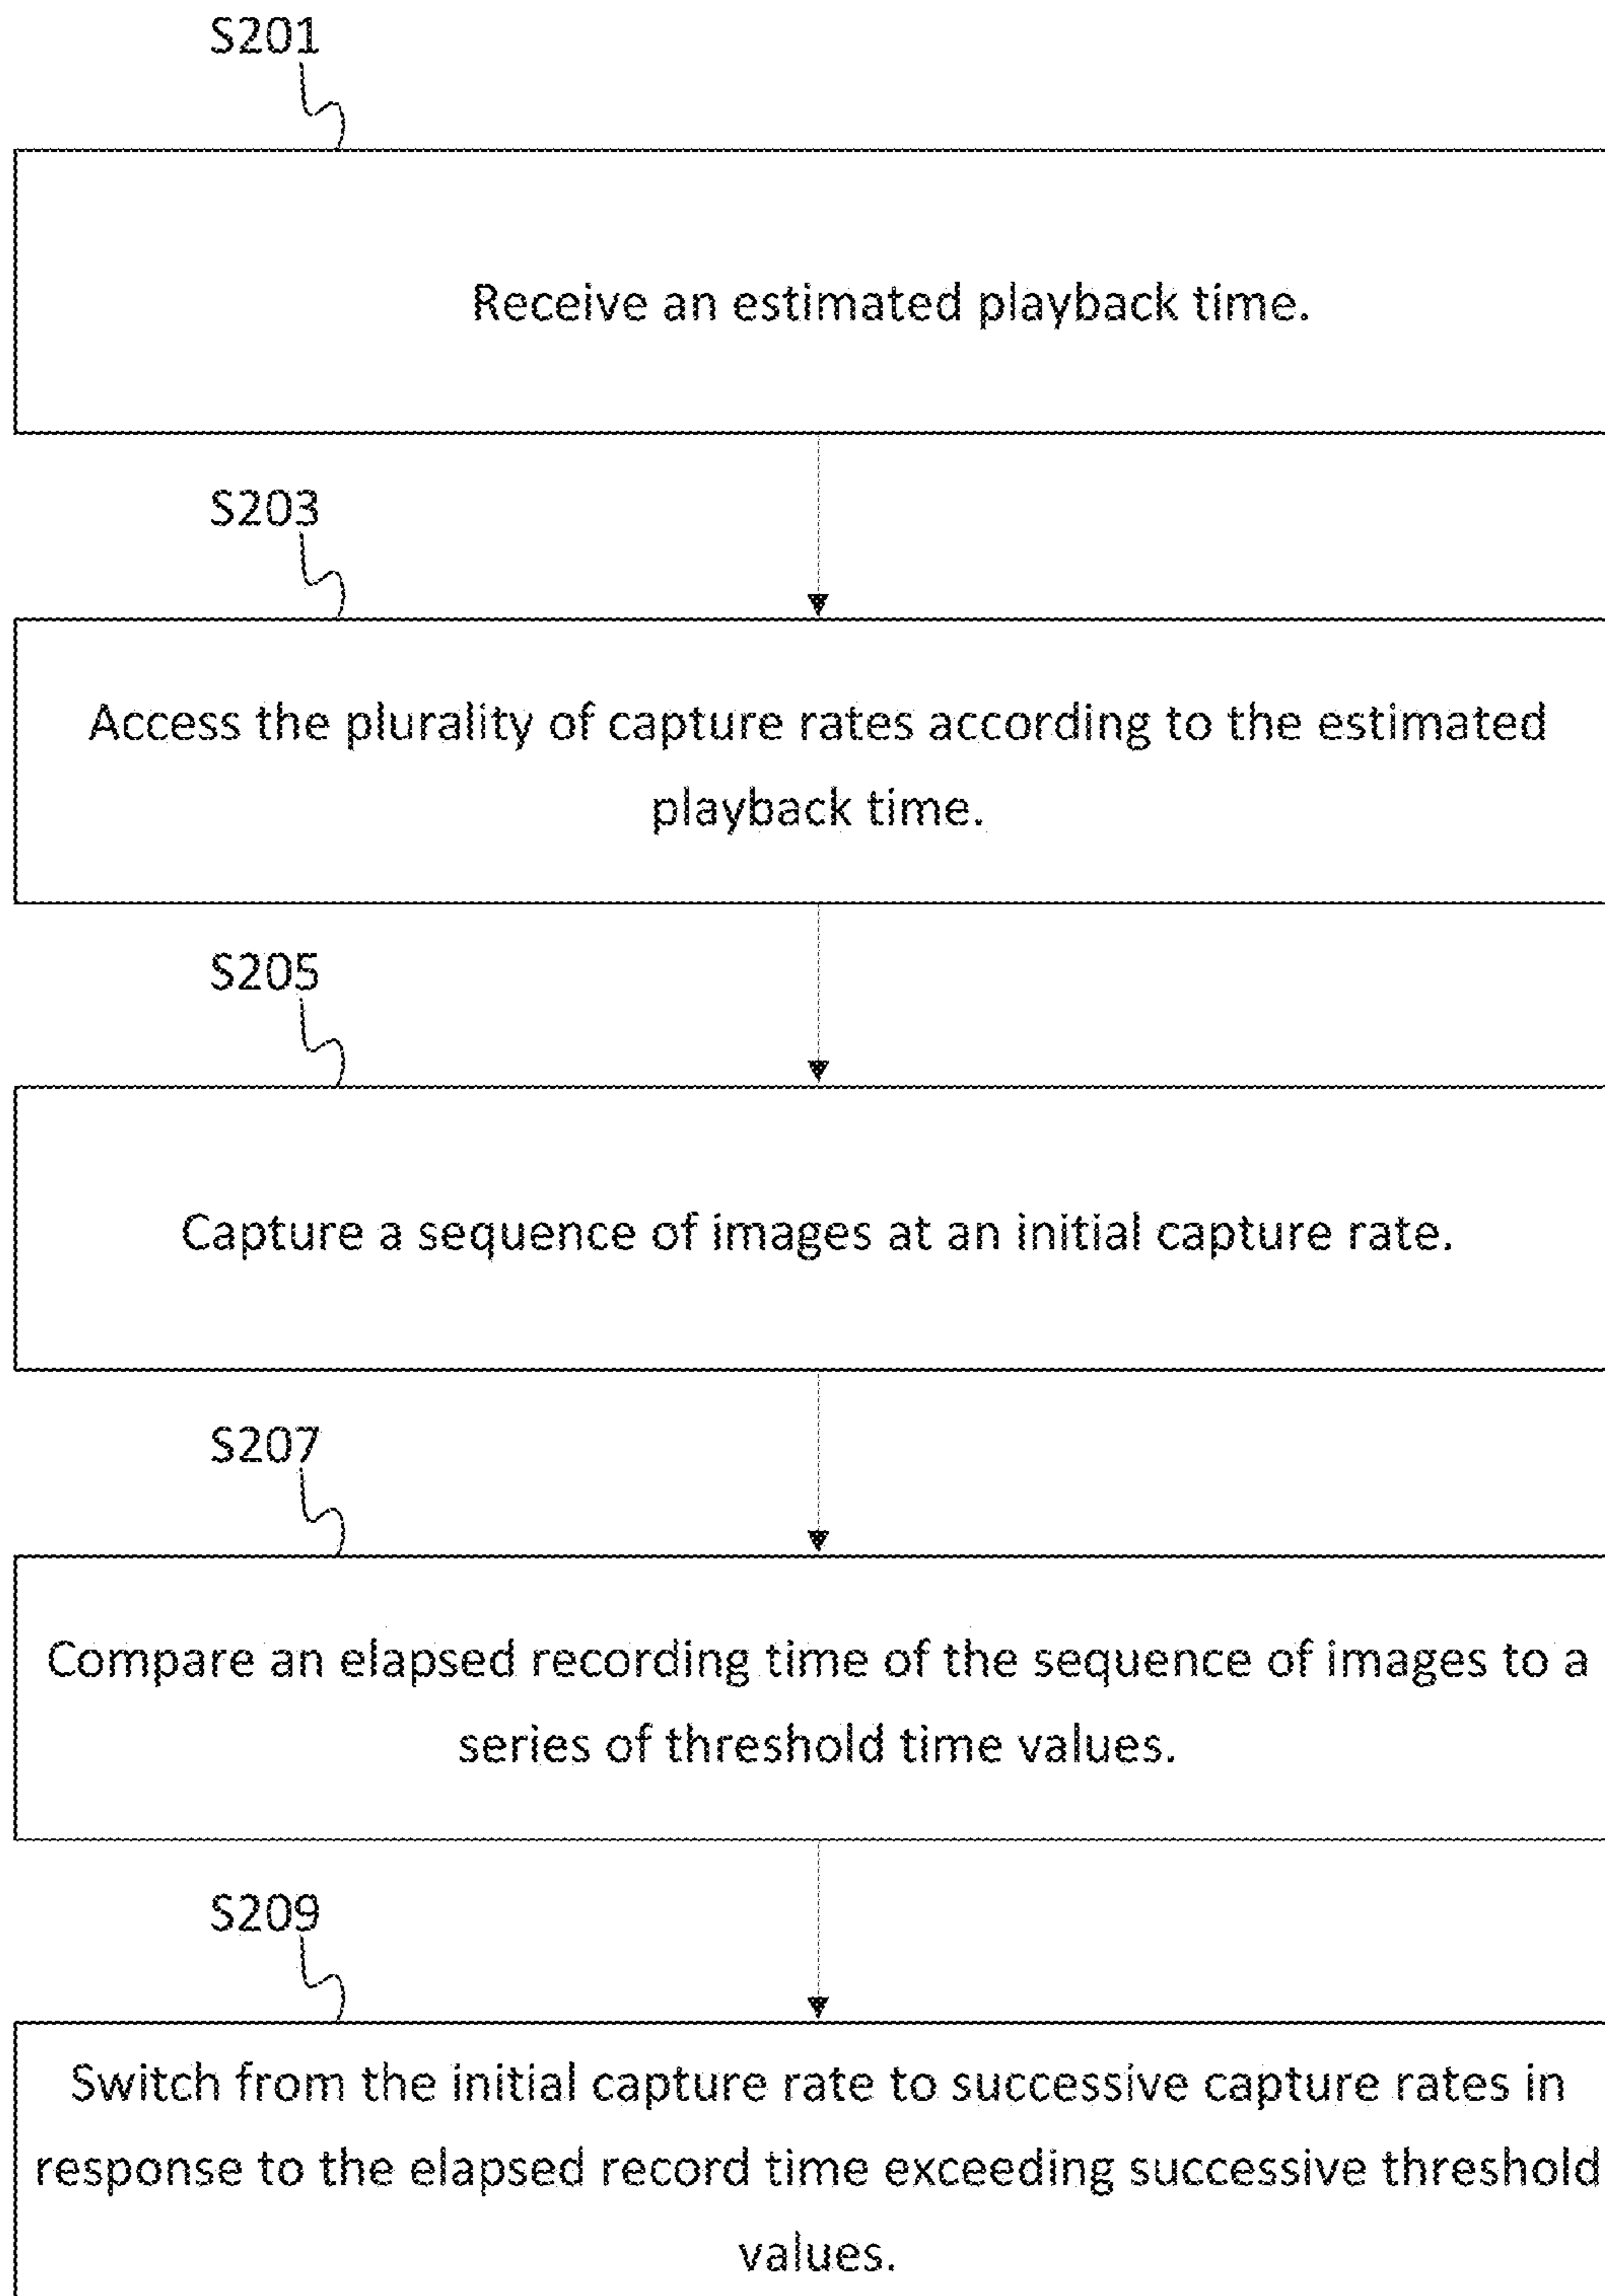 S201
Receive an estimated playback time.
S203
Access the plurality of capture rates according to the estimated
playback time.
S205
Capture a sequence of images at an initial capture rate.
S207
Compare an elapsed recording time of the sequence of images to a
series of threshold time values.
S209
Switch from the initial capture rate to successive capture rates in
response to the elapsed record time exceeding successive threshold
values.